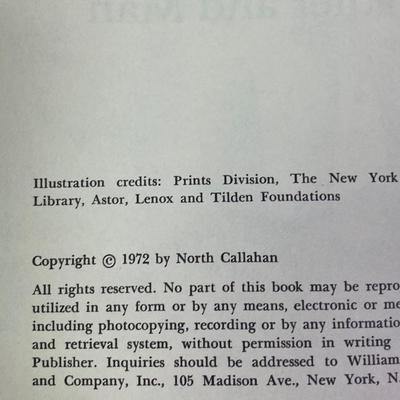 Illustration credits: Prints Division, The New York
Library, Astor, Lenox and Tilden Foundations
Copyright © 1972 by North Callahan
All rights reserved. No part of this book may be repro
utilized in any form or by any means, electronic or me
including photocopying, recording or by any informatio
and retrieval system, without permission in writing
Publisher. Inquiries should be addressed to William
and Company, Inc., 105 Madison Ave., New York, N.